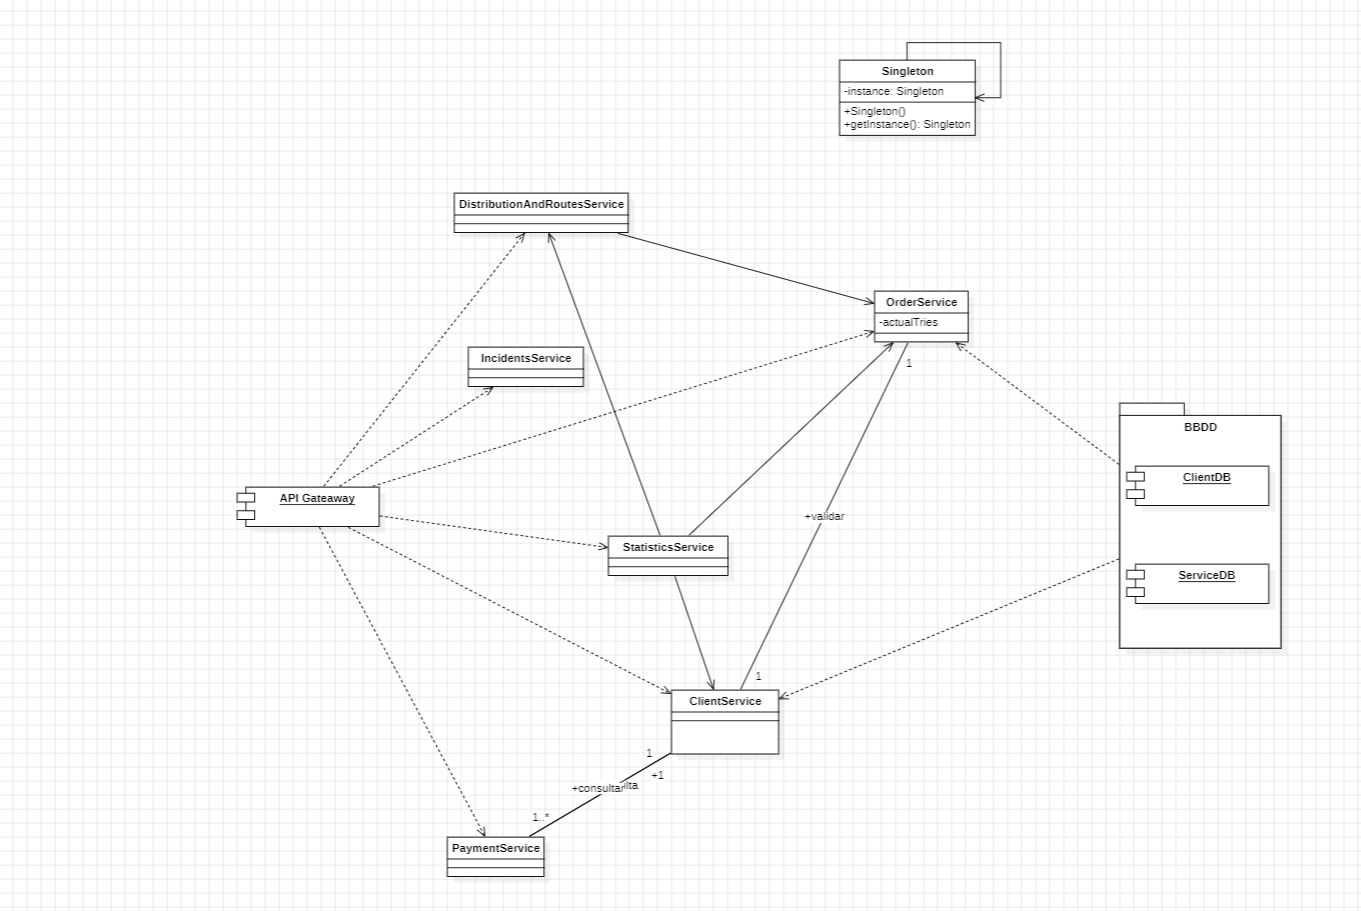 Singleton
-instance: Singleton
+Singleton()
+getInstance(): Singleton
DistributionAndRoutesService
OrderService
-actualTries
IncidentsService
1
BBDD
ClientDB
API Gateaway
+validar
StatisticsService
ServiceDB
1
ClientService
1
+1
+consultar
1..*
PaymentService